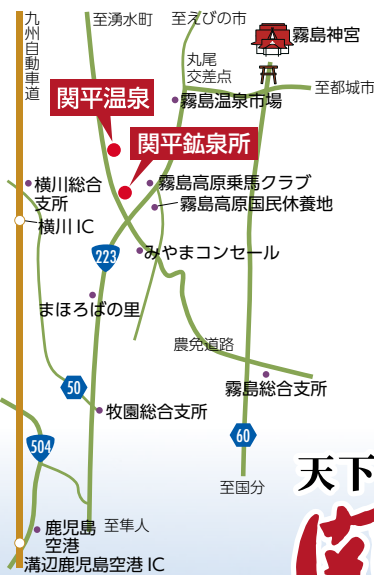 九州自動車道
至湧水町
至えびの市
霧島神宮
丸尾
交差点
至都城市
関平温泉
霧島温泉市場
関平鉱泉所
横川総合
支所
霧島高原乗馬クラブ
霧島高原国民休養地
横川 IC
みやまコンセール
223
まほろばの里
農免道路
霧島総合支所
50
牧園総合支所
60
504
天下
至国分
鹿児島
空港
至隼人
溝辺鹿児島空港 IC